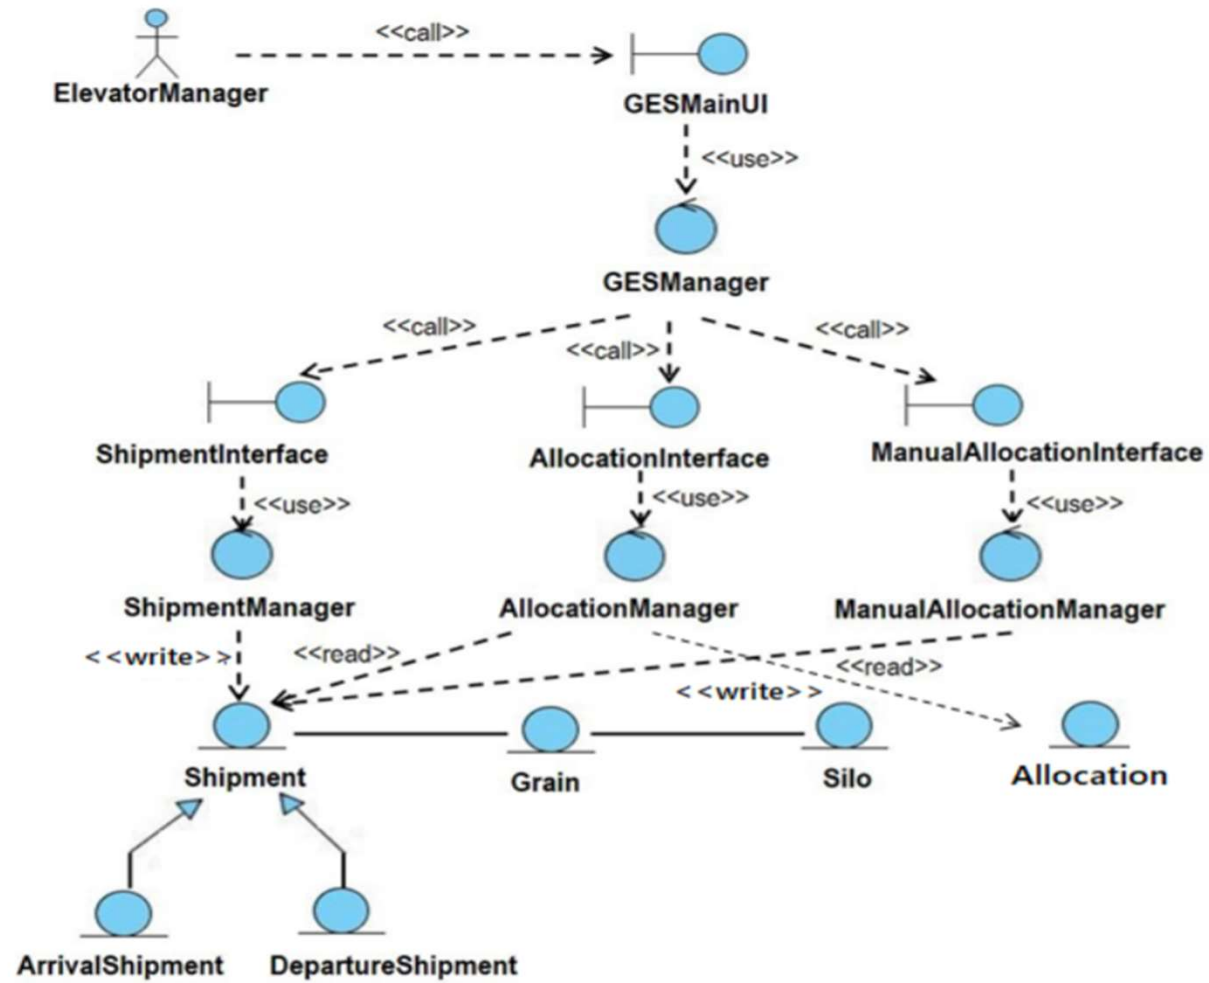 <<call>>
ElevatorManager
GESMainUI
<<use>>
GESManager
<<call>>
<<call>>
<<call>>
ShipmentInterface
AllocationInterface
ManualAllocationInterface
<<use>>
<<use>>
<<use>>
ShipmentManager
AllocationManager
ManualAllocationManager
<<write>>
<<read>>
<<read>>
<<write>>
Shipment
Grain
Silo
Allocation
ArrivalShipment
DepartureShipment